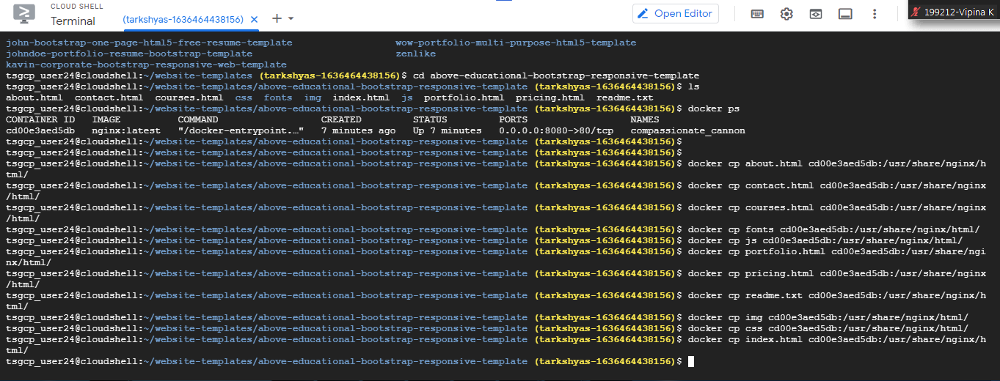 CLOUD SHELL
Terminal
(tarkshyas-1636464438156) × + ▾
Open Editor
199212-Vipina K
john-bootstrap-one-page-html5-free-resume-template wow-portfolio-multi-purpose-html5-template
johndoe-portfolio-resume-bootstrap-template zenlike
kavin-corporate-bootstrap-responsive-web-template
tsgcp_user24@cloudshell:~/website-templates (tarkshyas-1636464438156)$ cd above-educational-bootstrap-responsive-template
tsgcp_user24@cloudshell:~/website-templates/above-educational-bootstrap-responsive-template (tarkshyas-1636464438156)$ ls
about.html contact.html courses.html css fonts img index.html js portfolio.html pricing.html readme.txt
tsgcp_user24@cloudshell:~/website-templates/above-educational-bootstrap-responsive-template (tarkshyas-1636464438156)$ docker ps
CONTAINER ID IMAGE COMMAND CREATED STATUS PORTS NAMES
cd00e3aed5db nginx:latest "/docker-entrypoint.…" 7 minutes ago Up 7 minutes 0.0.0.0:8080->80/tcp compassionate_cannon
tsgcp_user24@cloudshell:~/website-templates/above-educational-bootstrap-responsive-template (tarkshyas-1636464438156)$
tsgcp_user24@cloudshell:~/website-templates/above-educational-bootstrap-responsive-template (tarkshyas-1636464438156)$
tsgcp_user24@cloudshell:~/website-templates/above-educational-bootstrap-responsive-template (tarkshyas-1636464438156)$ docker cp about.html cd00e3aed5db:/usr/share/nginx/h
tml/
tsgcp_user24@cloudshell:~/website-templates/above-educational-bootstrap-responsive-template (tarkshyas-1636464438156)$ docker cp contact.html cd00e3aed5db:/usr/share/nginx
/html/
tsgcp_user24@cloudshell:~/website-templates/above-educational-bootstrap-responsive-template (tarkshyas-1636464438156)$ docker cp courses.html cd00e3aed5db:/usr/share/nginx
/html/
tsgcp_user24@cloudshell:~/website-templates/above-educational-bootstrap-responsive-template (tarkshyas-1636464438156)$ docker cp fonts cd00e3aed5db:/usr/share/nginx/html/
tsgcp_user24@cloudshell:~/website-templates/above-educational-bootstrap-responsive-template (tarkshyas-1636464438156)$ docker cp js cd00e3aed5db:/usr/share/nginx/html/
tsgcp_user24@cloudshell:~/website-templates/above-educational-bootstrap-responsive-template (tarkshyas-1636464438156)$ docker cp portfolio.html cd00e3aed5db:/usr/share/ngi
nx/html/
tsgcp_user24@cloudshell:~/website-templates/above-educational-bootstrap-responsive-template (tarkshyas-1636464438156)$ docker cp pricing.html cd00e3aed5db:/usr/share/nginx
/html/
tsgcp_user24@cloudshell:~/website-templates/above-educational-bootstrap-responsive-template (tarkshyas-1636464438156)$ docker cp readme.txt cd00e3aed5db:/usr/share/nginx/h
tml/
tsgcp_user24@cloudshell:~/website-templates/above-educational-bootstrap-responsive-template (tarkshyas-1636464438156)$ docker cp img cd00e3aed5db:/usr/share/nginx/html/
tsgcp_user24@cloudshell:~/website-templates/above-educational-bootstrap-responsive-template (tarkshyas-1636464438156)$ docker cp css cd00e3aed5db:/usr/share/nginx/html/
tsgcp_user24@cloudshell:~/website-templates/above-educational-bootstrap-responsive-template (tarkshyas-1636464438156)$ docker cp index.html cd00e3aed5db:/usr/share/nginx/h
tml/
tsgcp_user24@cloudshell:~/website-templates/above-educational-bootstrap-responsive-template (tarkshyas-1636464438156)$